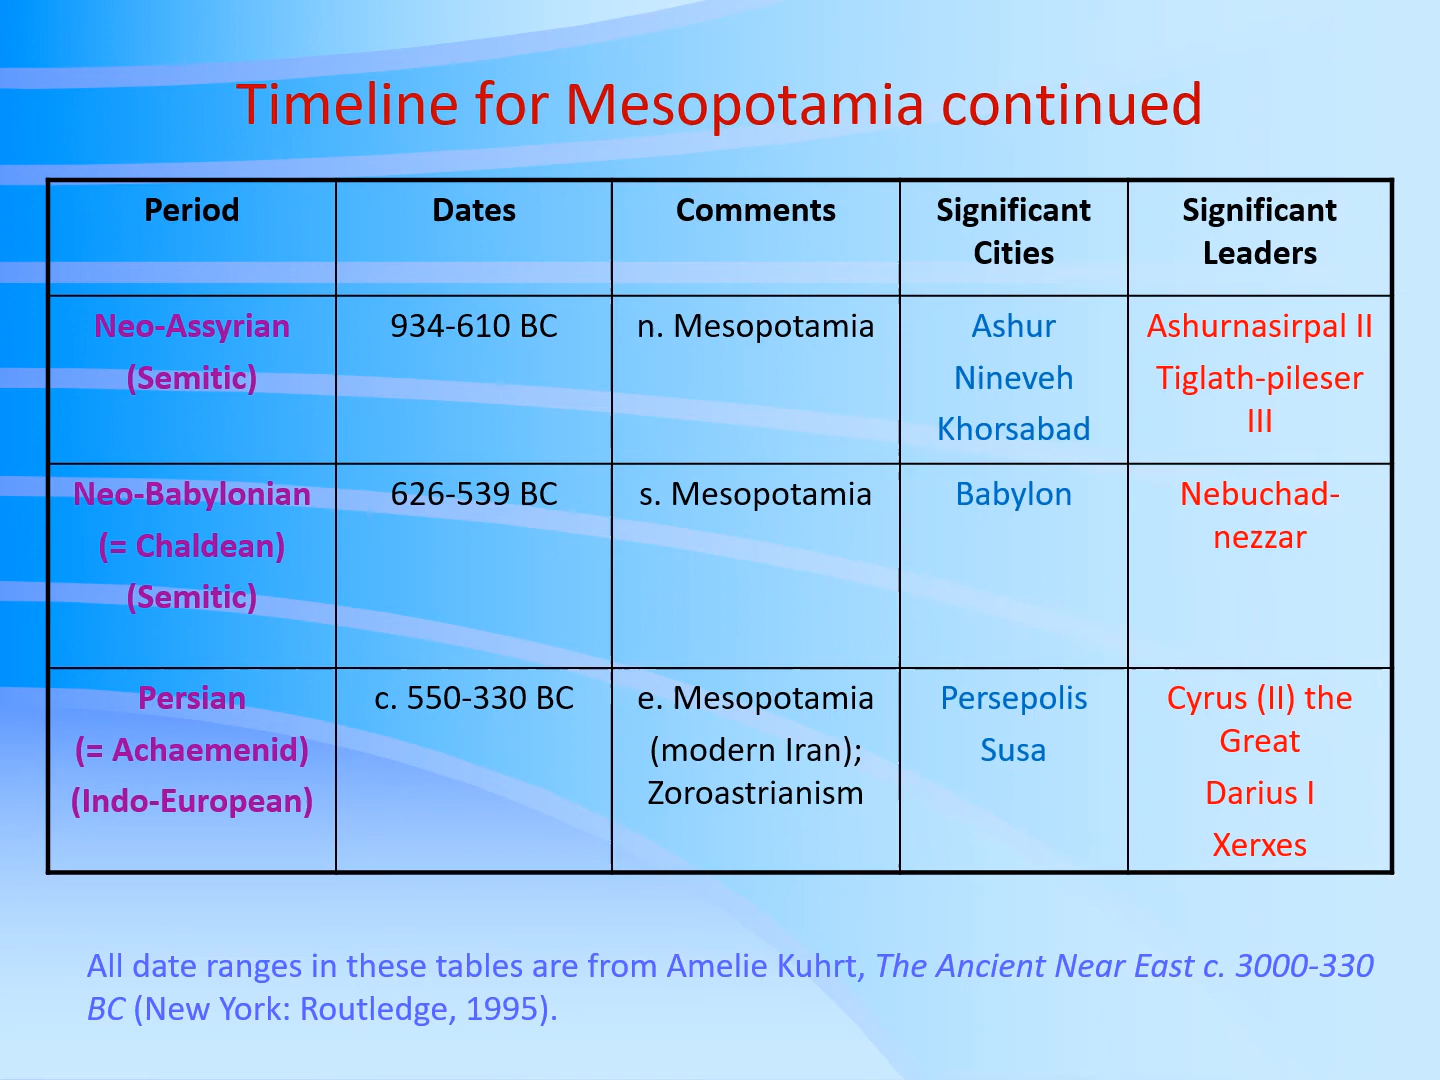 Timeline for Mesopotamia continued
Period
Dates
Comments
Significant
Cities
Significant
Leaders
Neo-Assyrian
(Semitic)
934-610 BC
n. Mesopotamia
Ashur
Nineveh
Khorsabad
Ashurnasirpal II
Tiglath-pileser
III
Neo-Babylonian
(= Chaldean)
(Semitic)
626-539 BC
s. Mesopotamia
Babylon
Nebuchad-
nezzar
Persian
(= Achaemenid)
(Indo-European)
c. 550-330 BC
e. Mesopotamia
(modern Iran);
Zoroastrianism
Persepolis
Susa
Cyrus (II) the
Great
Darius I
Xerxes
All date ranges in these tables are from Amelie Kuhrt, The Ancient Near East c. 3000-330
BC (New York: Routledge, 1995).